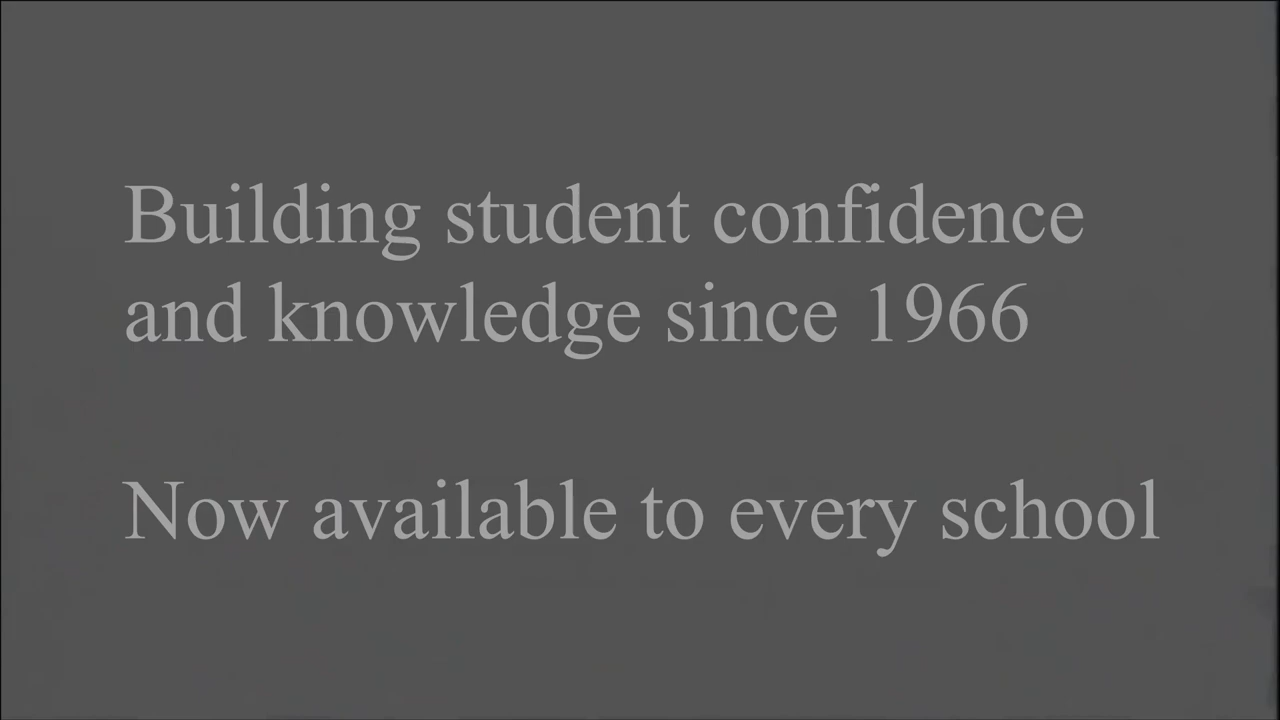 Building student confidence
and knowledge since 1966
Now available to every school